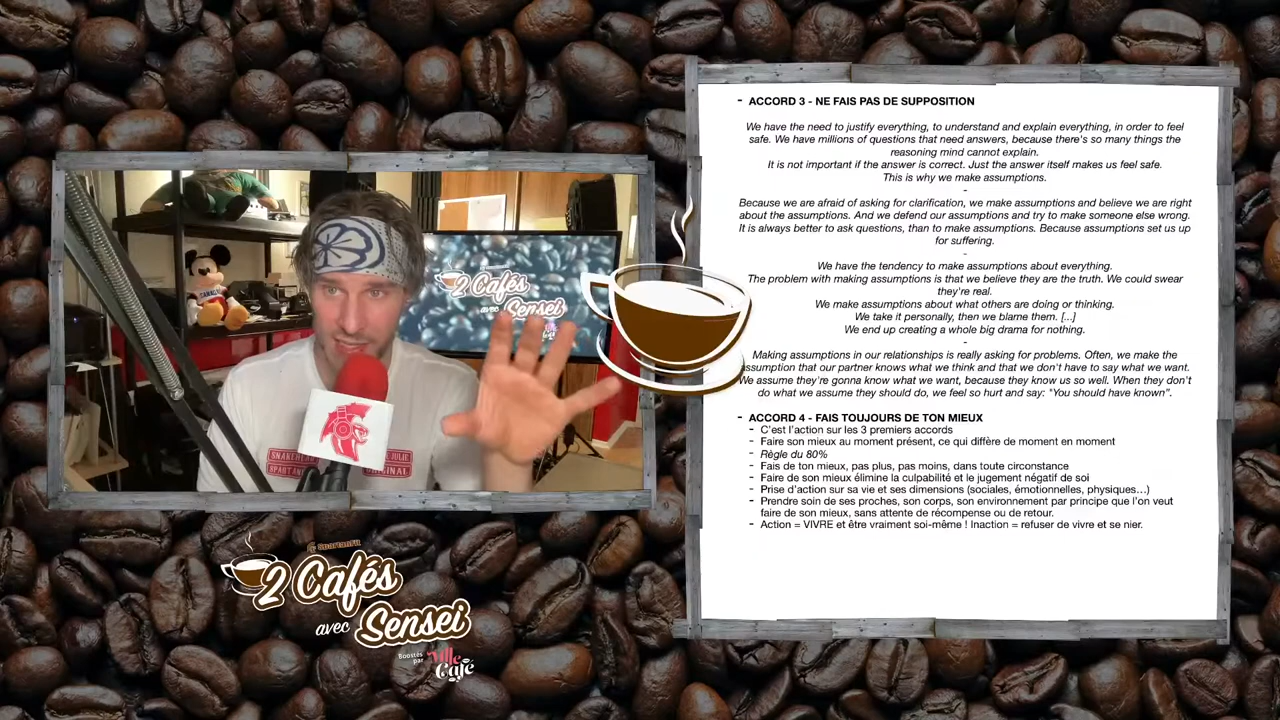 - ACCORD 3 - NE FAIS PAS DE SUPPOSITION
We have the need to justify everything, to understand and explain everything, in order to feel
safe. We have millions of questions that need answers, because there's so many things the
reasoning mind cannot explain.
It is not important if the answer is correct. Just the answer itself makes us feel safe.
This is why we make assumptions.
-
Because we are afraid of asking for clarification, we make assumptions and believe we are right
about the assumptions. And we defend our assumptions and try to make someone else wrong.
It is always better to ask questions, than to make assumptions. Because assumptions set us up
for suffering.
-
We have the tendency to make assumptions about everything.
The problem with making assumptions is that we believe they are the truth. We could swear
they're real.
We make assumptions about what others are doing or thinking.
We take it personally, then we blame them. [...]
We end up creating a whole big drama for nothing.
-
Making assumptions in our relationships is really asking for problems. Often, we make the
assumption that our partner knows what we think and that we don't have to say what we want.
We assume they're gonna know what we want, because they know us so well. When they don't
do what we assume they should do, we feel so hurt and say: "You should have known".
- ACCORD 4 - FAIS TOUJOURS DE TON MIEUX
- C'est l'action sur les 3 premiers accords
- Faire son mieux au moment présent, ce qui diffère de moment en moment
- Règle du 80%
- Fais de ton mieux, pas plus, pas moins, dans toute circonstance
- Faire de son mieux élimine la culpabilité et le jugement négatif de soi
- Prise d'action sur sa vie et ses dimensions (sociales, émotionnelles, physiques...)
- Prendre soin de ses proches, son corps, son environnement par principe que l'on veut
faire de son mieux, sans attente de récompense ou de retour.
- Action = VIVRE et être vraiment soi-même ! Inaction = refuser de vivre et se nier.
2 Cafés
avec Sensei
SPARTAN
JULIE
ORIGINAL
SpartanFit
2 Cafés
avec Sensei
Boostés
par Ville
Café